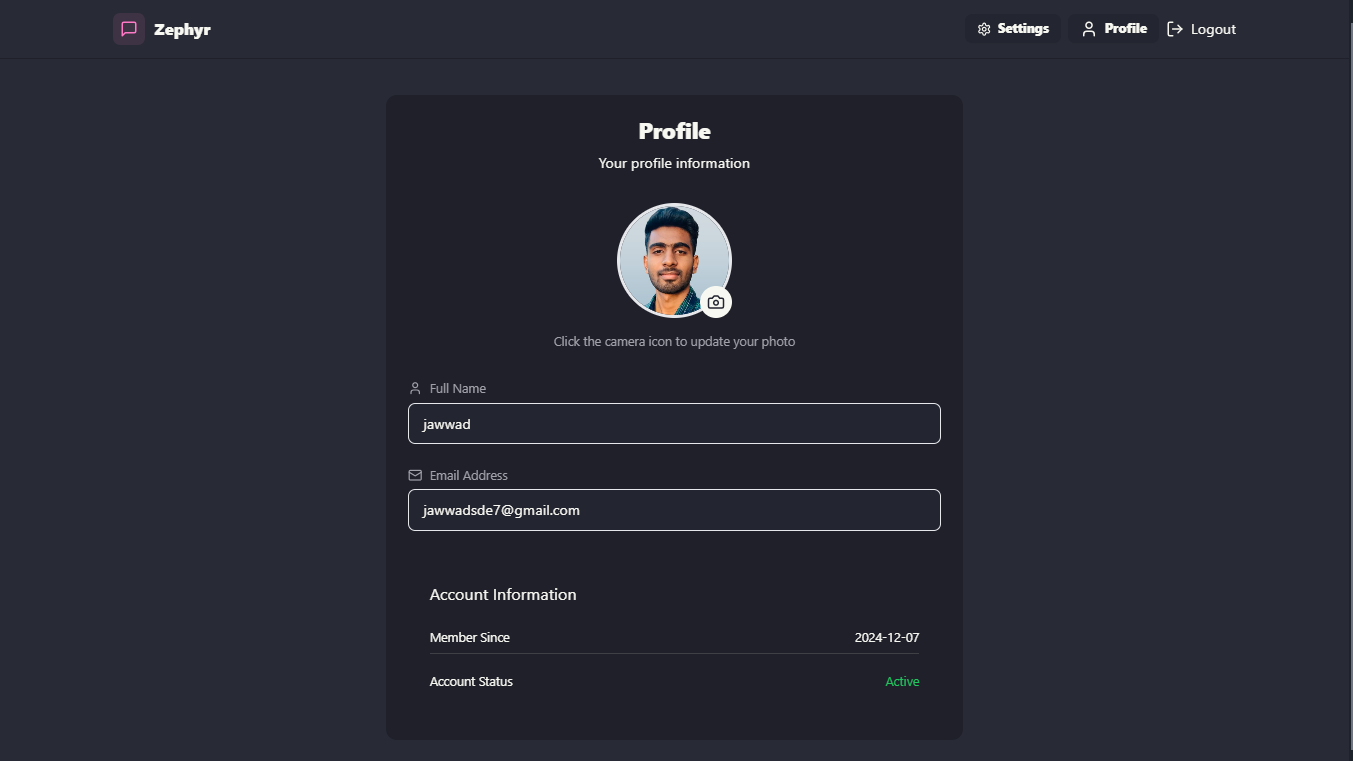 Zephyr
Settings
Profile
Logout
Profile
Your profile information
Click the camera icon to update your photo
Full Name
jawwad
Email Address
jawwadsde7@gmail.com
Account Information
Member Since 2024-12-07
Account Status Active